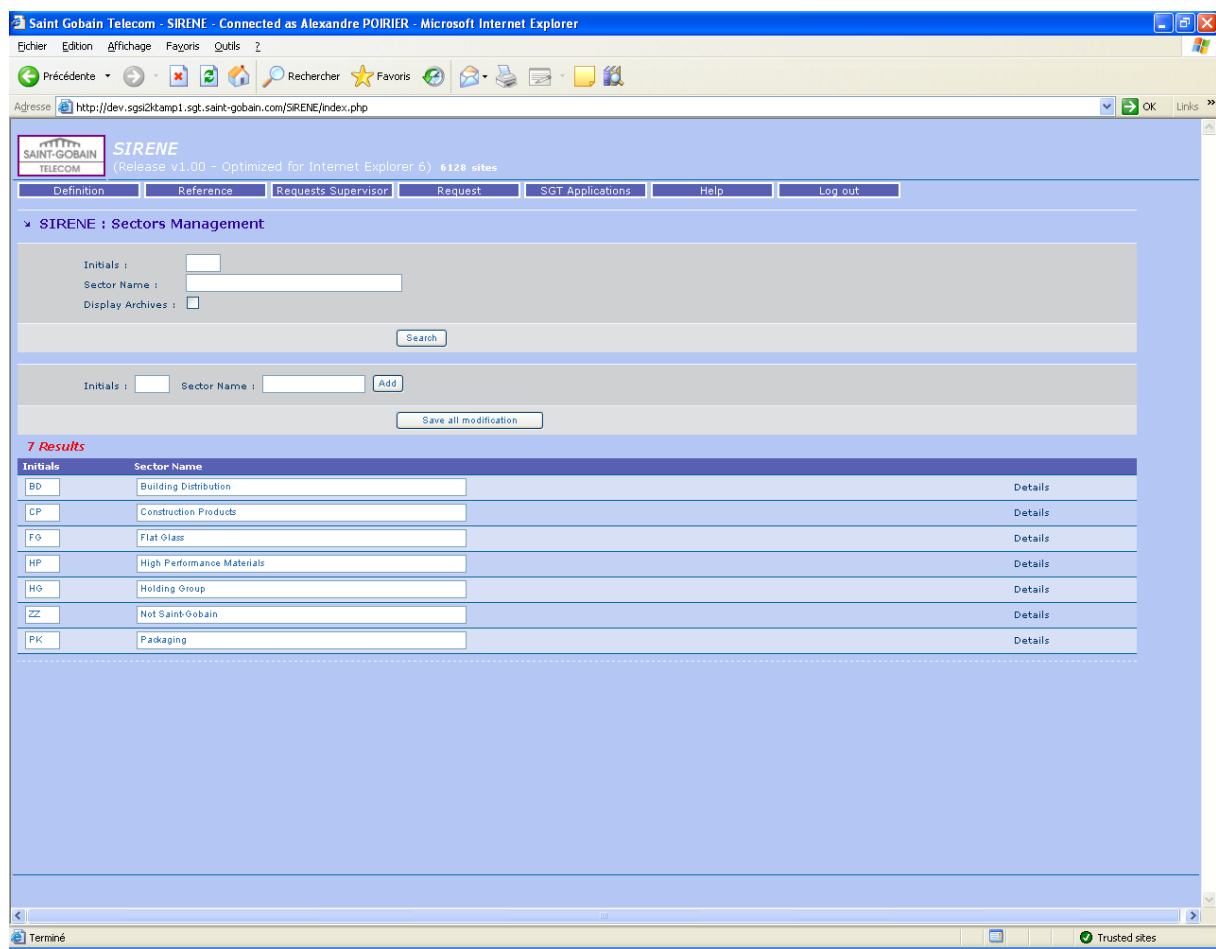 Saint Gobain Telecom - SIRENE - Connected as Alexandre POIRIER - Microsoft Internet Explorer
Fichier Edition Affichage Favoris Outils ?
Précédente Rechercher Favoris
Adresse http://dev.sgsi2ktamp1.sgt.saint-gobain.com/SiRENE/index.php OK Links »
SAINT-GOBAIN
TELECOM
SIRENE
(Release v1.00 - Optimized for Internet Explorer 6) 6128 sites
Definition Reference Requests Supervisor Request SGT Applications Help Log out
SIRENE : Sectors Management
Initials :
Sector Name :
Display Archives :
Search
Initials : Sector Name : Add
Save all modification
7 Results
Initials Sector Name
BD Building Distribution Details
CP Construction Products Details
FG Flat Glass Details
HP High Performance Materials Details
HG Holding Group Details
ZZ Not Saint-Gobain Details
PK Packaging Details
Terminé Trusted sites